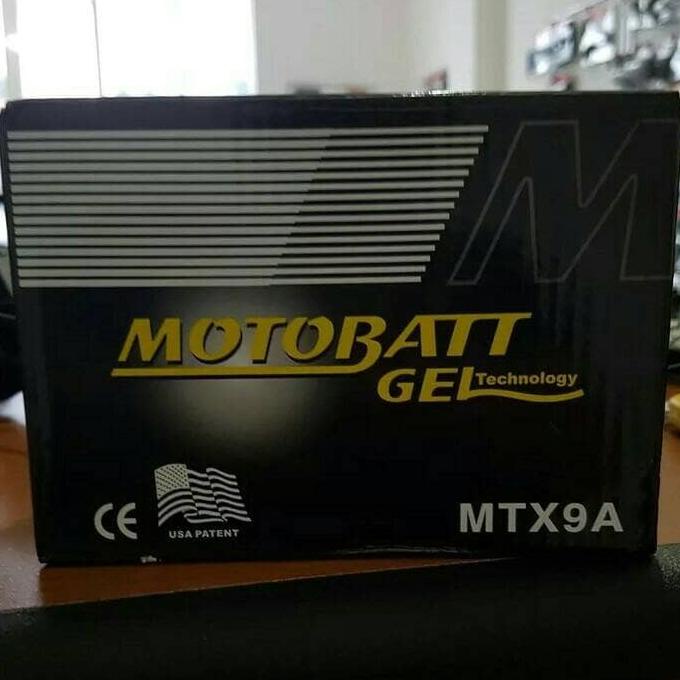 M
MOTOBATT
GEL Technology
CE
USA PATENT
MTX9A